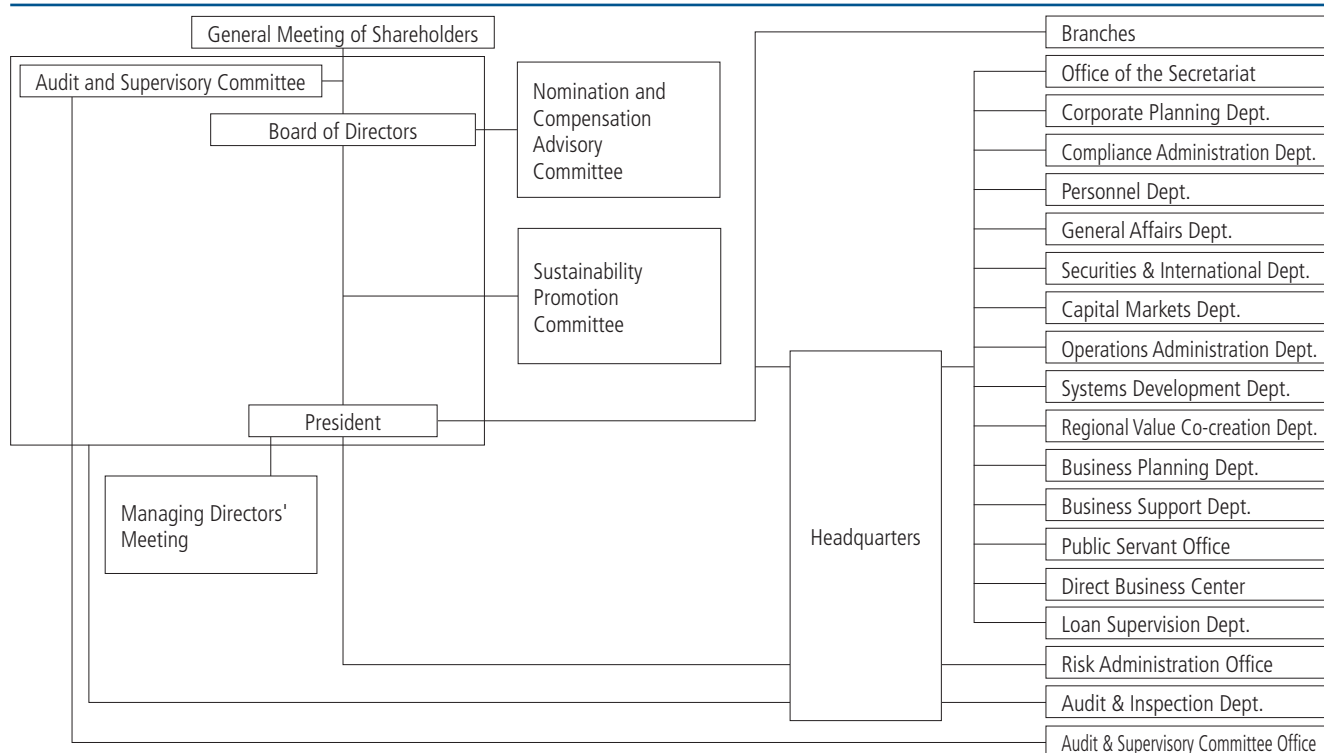 General Meeting of Shareholders
Audit and Supervisory Committee
Board of Directors
Nomination and
Compensation
Advisory
Committee
Sustainability
Promotion
Committee
President
Managing Directors'
Meeting
Headquarters
Branches
Office of the Secretariat
Corporate Planning Dept.
Compliance Administration Dept.
Personnel Dept.
General Affairs Dept.
Securities & International Dept.
Capital Markets Dept.
Operations Administration Dept.
Systems Development Dept.
Regional Value Co-creation Dept.
Business Planning Dept.
Business Support Dept.
Public Servant Office
Direct Business Center
Loan Supervision Dept.
Risk Administration Office
Audit & Inspection Dept.
Audit & Supervisory Committee Office